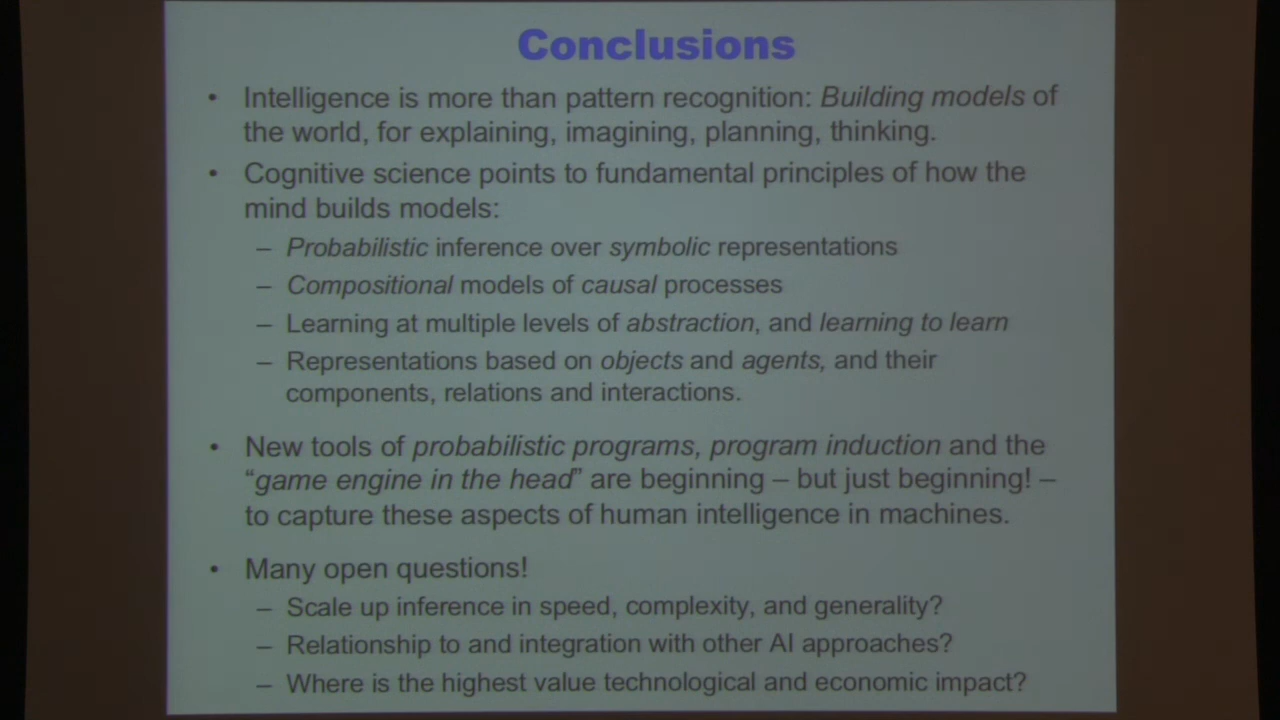 Conclusions
• Intelligence is more than pattern recognition: Building models of
the world, for explaining, imagining, planning, thinking.
• Cognitive science points to fundamental principles of how the
mind builds models:
– Probabilistic inference over symbolic representations
– Compositional models of causal processes
– Learning at multiple levels of abstraction, and learning to learn
– Representations based on objects and agents, and their
components, relations and interactions.
• New tools of probabilistic programs, program induction and the
“game engine in the head” are beginning – but just beginning! –
to capture these aspects of human intelligence in machines.
• Many open questions!
– Scale up inference in speed, complexity, and generality?
– Relationship to and integration with other AI approaches?
– Where is the highest value technological and economic impact?